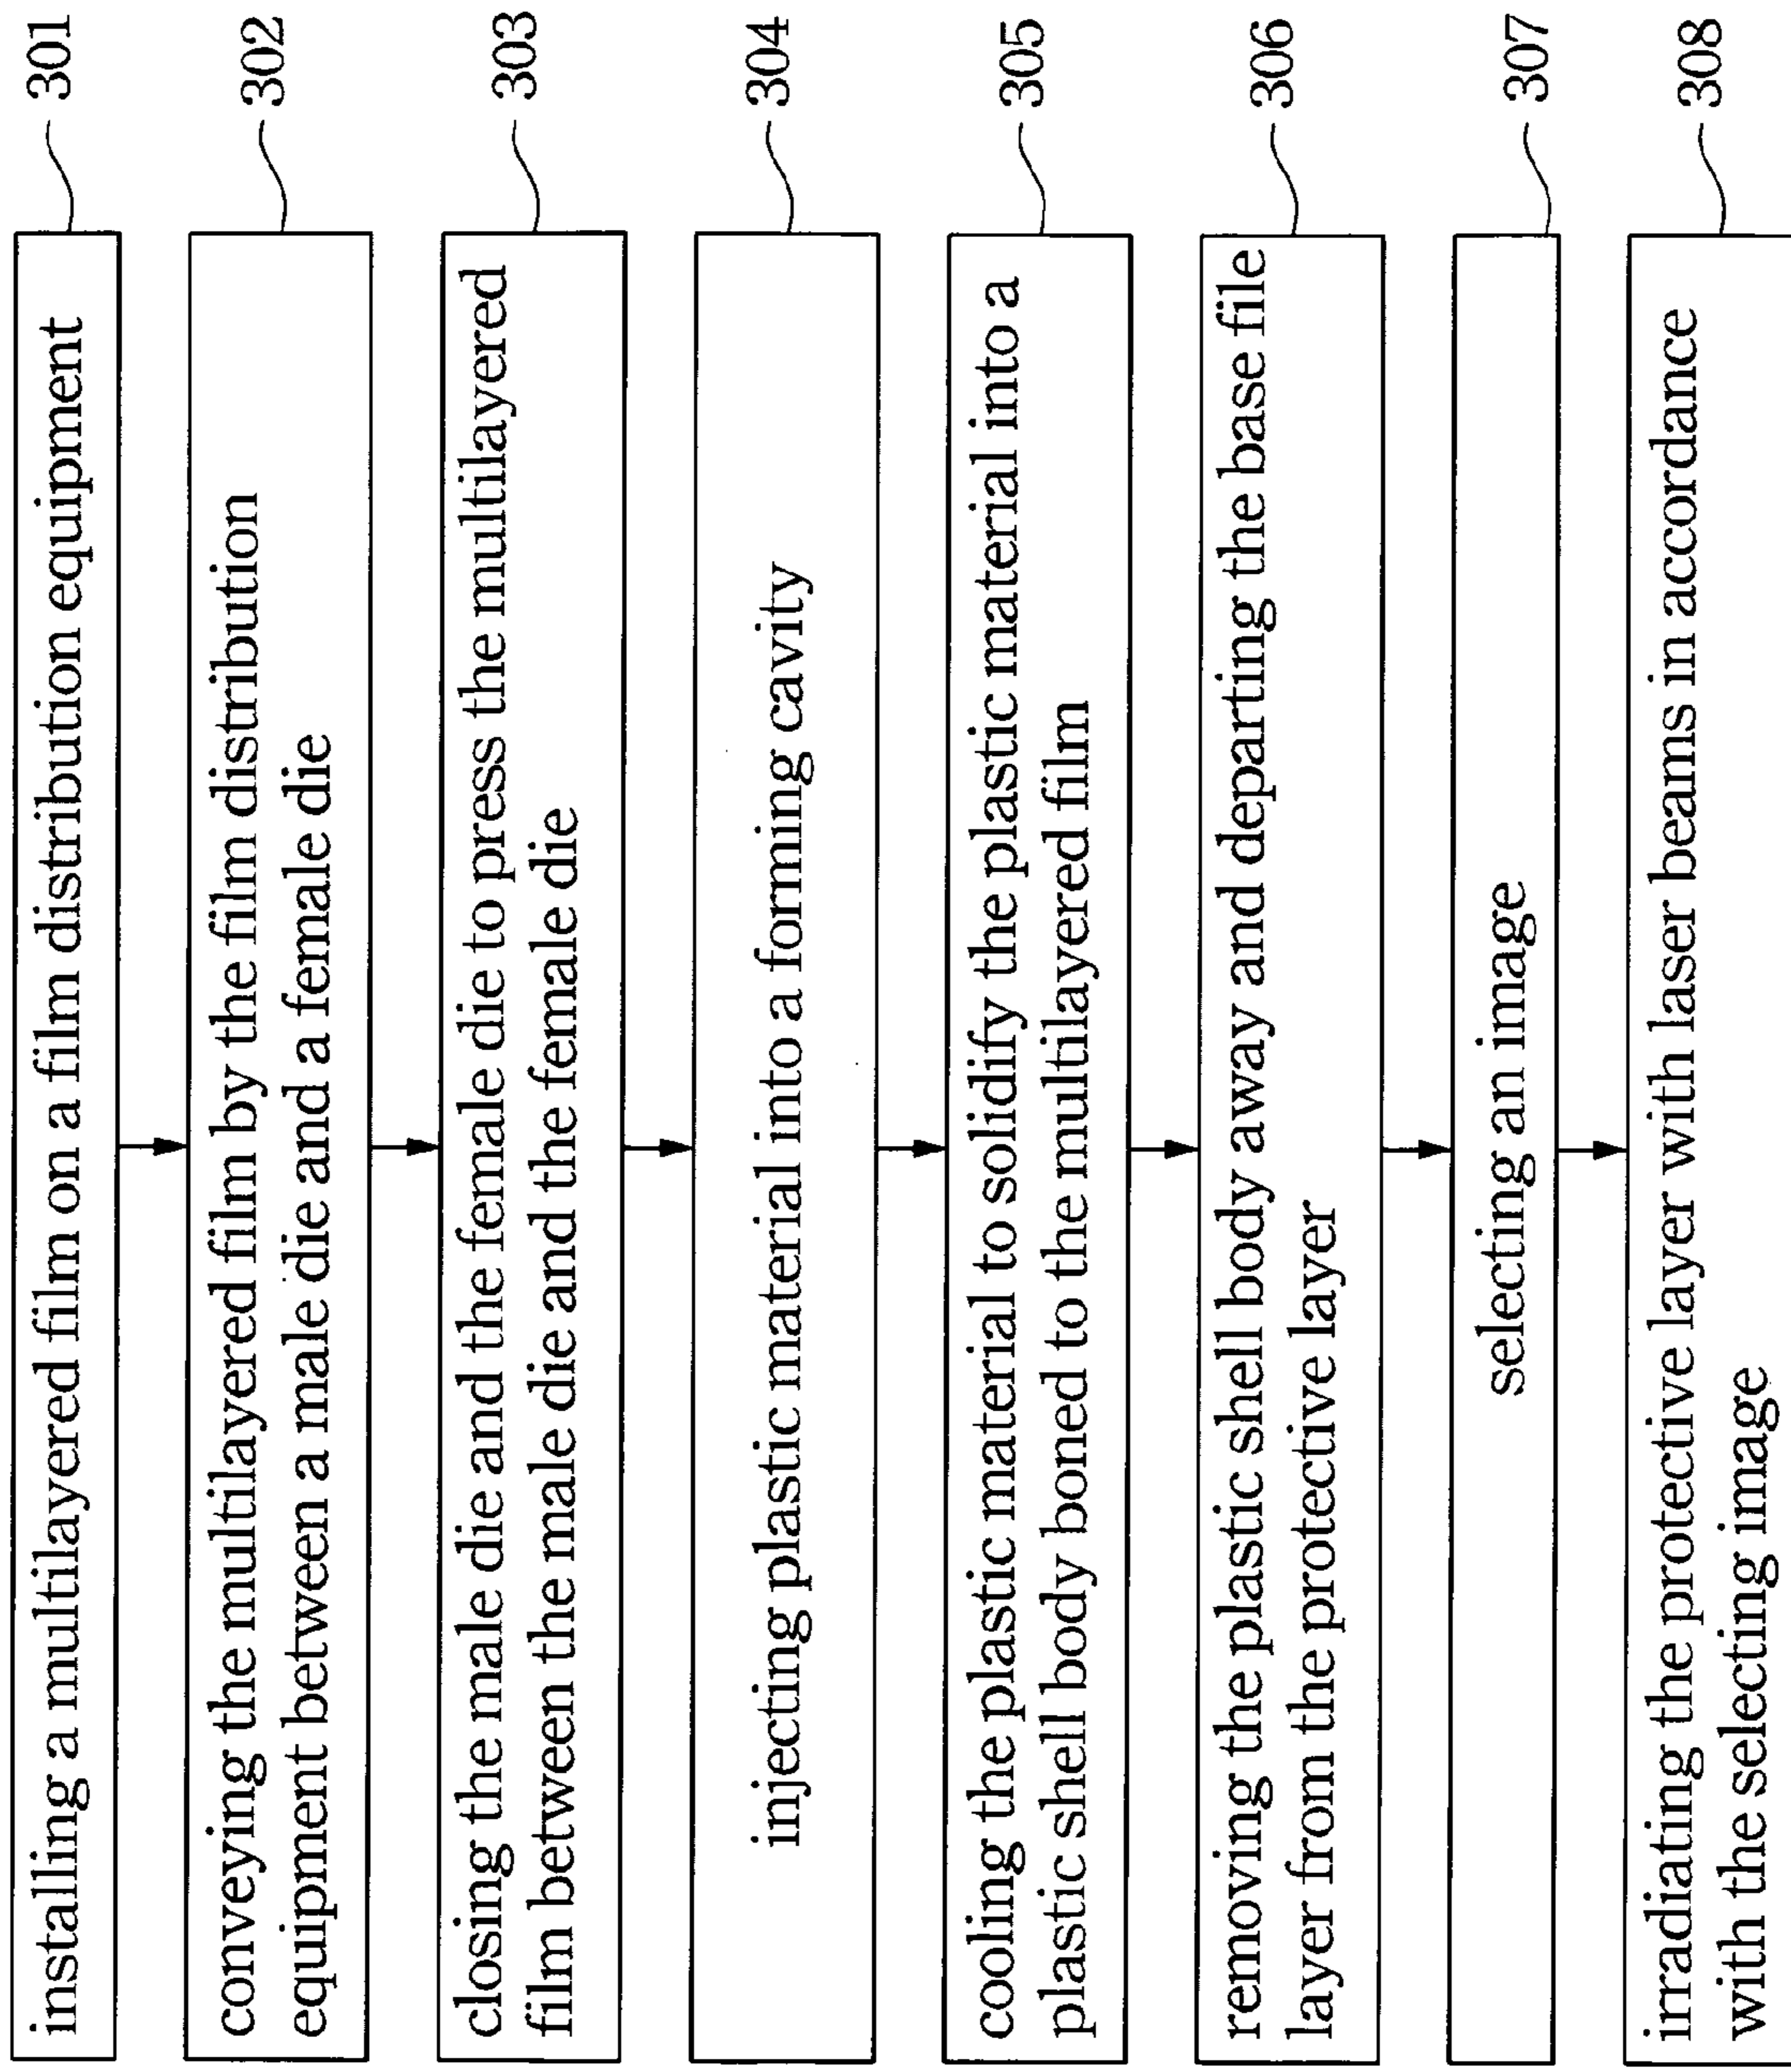 installing a multilayered film on a film distribution equipment
301
conveying the multilayered film by the film distribution
equipment between a male die and a female die
302
closing the male die and the female die to press the multilayered
film between the male die and the female die
303
injecting plastic material into a forming cavity
304
cooling the plastic material to solidify the plastic material into a
plastic shell body boned to the multilayered film
305
removing the plastic shell body away and departing the base file
layer from the protective layer
306
selecting an image
307
irradiating the protective layer with laser beams in accordance
with the selecting image
308